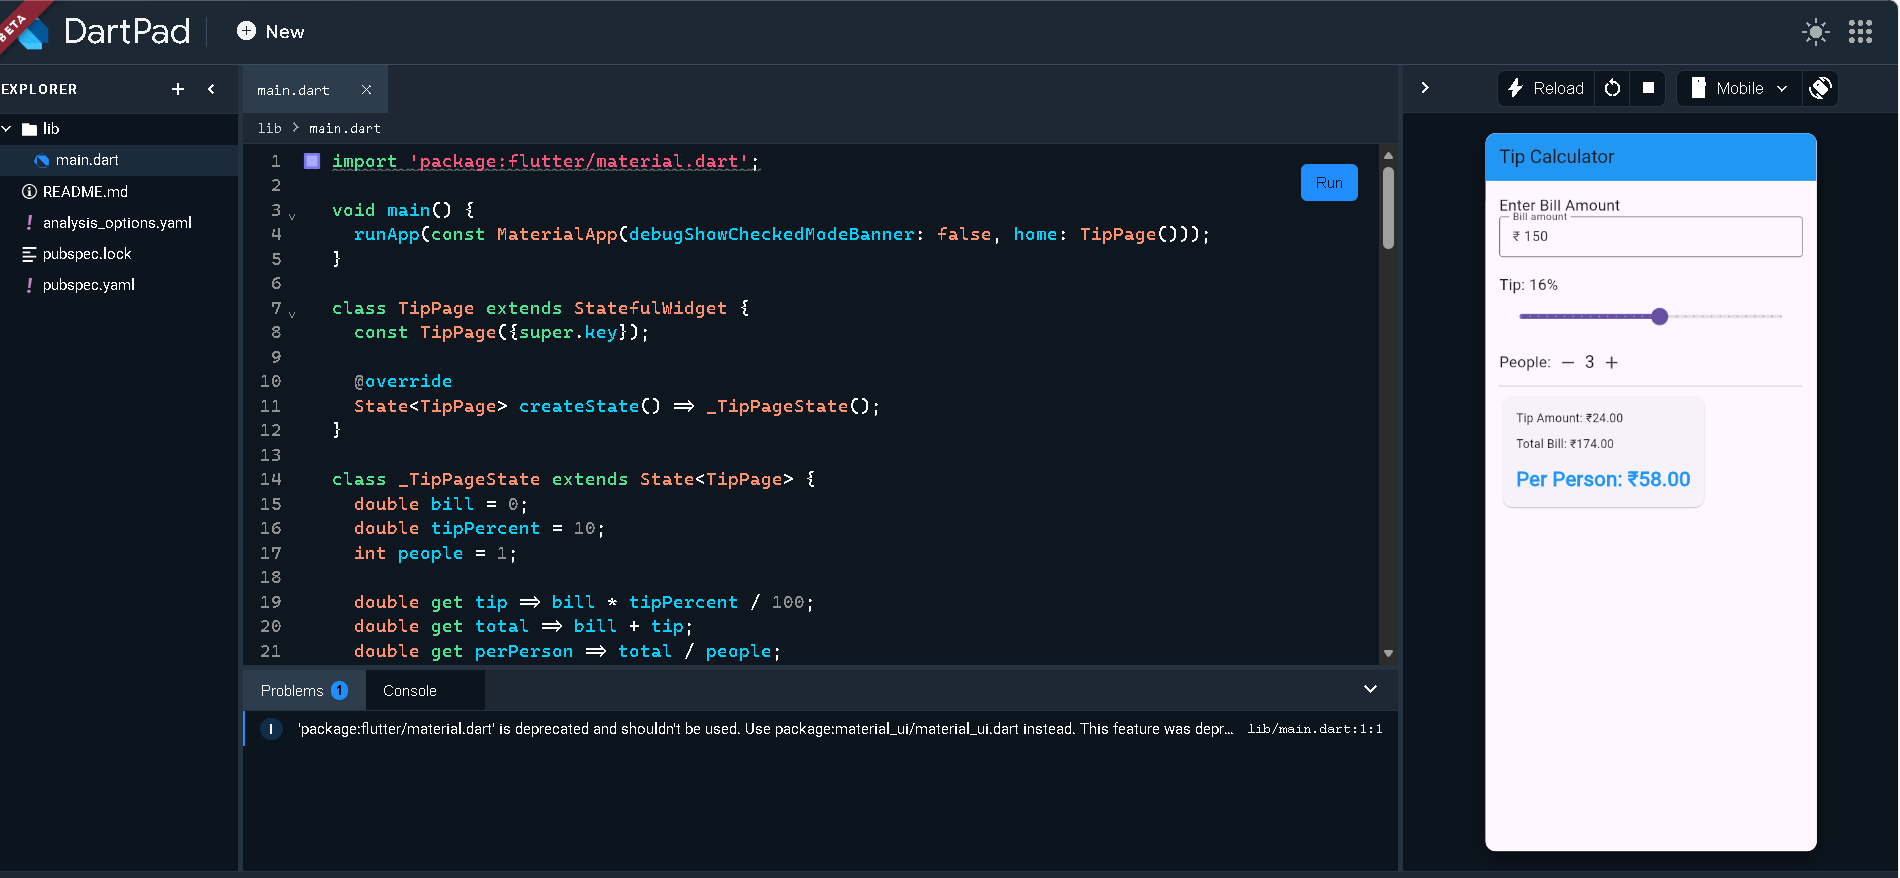 BETA
DartPad
New
EXPLORER
lib
main.dart
README.md
! analysis_options.yaml
pubspec.lock
! pubspec.yaml
main.dart
lib > main.dart
Run
1 import 'package:flutter/material.dart';
2
3 void main() {
4 runApp(const MaterialApp(debugShowCheckedModeBanner: false, home: TipPage()));
5 }
6
7 class TipPage extends StatefulWidget {
8 const TipPage({super.key});
9
10 @override
11 State<TipPage> createState() => _TipPageState();
12 }
13
14 class _TipPageState extends State<TipPage> {
15 double bill = 0;
16 double tipPercent = 10;
17 int people = 1;
18
19 double get tip => bill * tipPercent / 100;
20 double get total => bill + tip;
21 double get perPerson => total / people;
Problems 1
Console
I 'package:flutter/material.dart' is deprecated and shouldn't be used. Use package:material_ui/material_ui.dart instead. This feature was depr... lib/main.dart:1:1
Reload
Mobile
Tip Calculator
Enter Bill Amount
Bill amount
₹ 150
Tip: 16%
People: − 3 +
Tip Amount: ₹24.00
Total Bill: ₹174.00
Per Person: ₹58.00